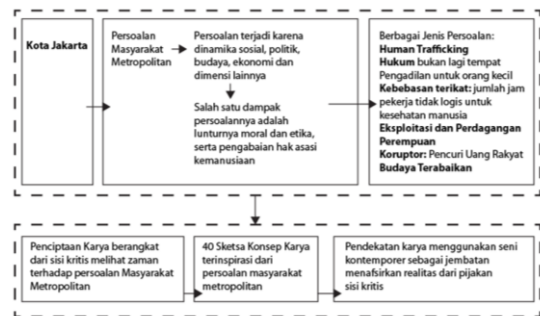 Kota Jakarta
Persoalan
Masyarakat
Metropolitan
Persoalan terjadi karena
dinamika sosial, politik,
budaya, ekonomi dan
dimensi lainnya
Salah satu dampak
persoalannya adalah
lunturnya moral dan etika,
serta pengabaian hak asasi
kemanusiaan
Berbagai Jenis Persoalan:
Human Trafficking
Hukum bukan lagi tempat
Pengadilan untuk orang kecil
Kebebasan terikat: jumlah jam
pekerja tidak logis untuk
kesehatan manusia
Eksploitasi dan Perdagangan
Perempuan
Koruptor: Pencuri Uang Rakyat
Budaya Terabaikan
Penciptaan Karya berangkat
dari sisi kritis melihat zaman
terhadap persoalan Masyarakat
Metropolitan
40 Sketsa Konsep Karya
terinspirasi dari
persoalan masyarakat
metropolitan
Pendekatan karya menggunakan seni
kontemporer sebagai jembatan
menafsirkan realitas dari pijakan
sisi kritis